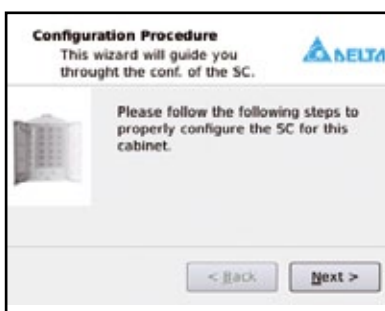 Configuration Procedure
This wizard will guide you
throught the conf. of the SC.
DELTA
Please follow the following steps to
properly configure the SC for this
cabinet.
< Back
Next >